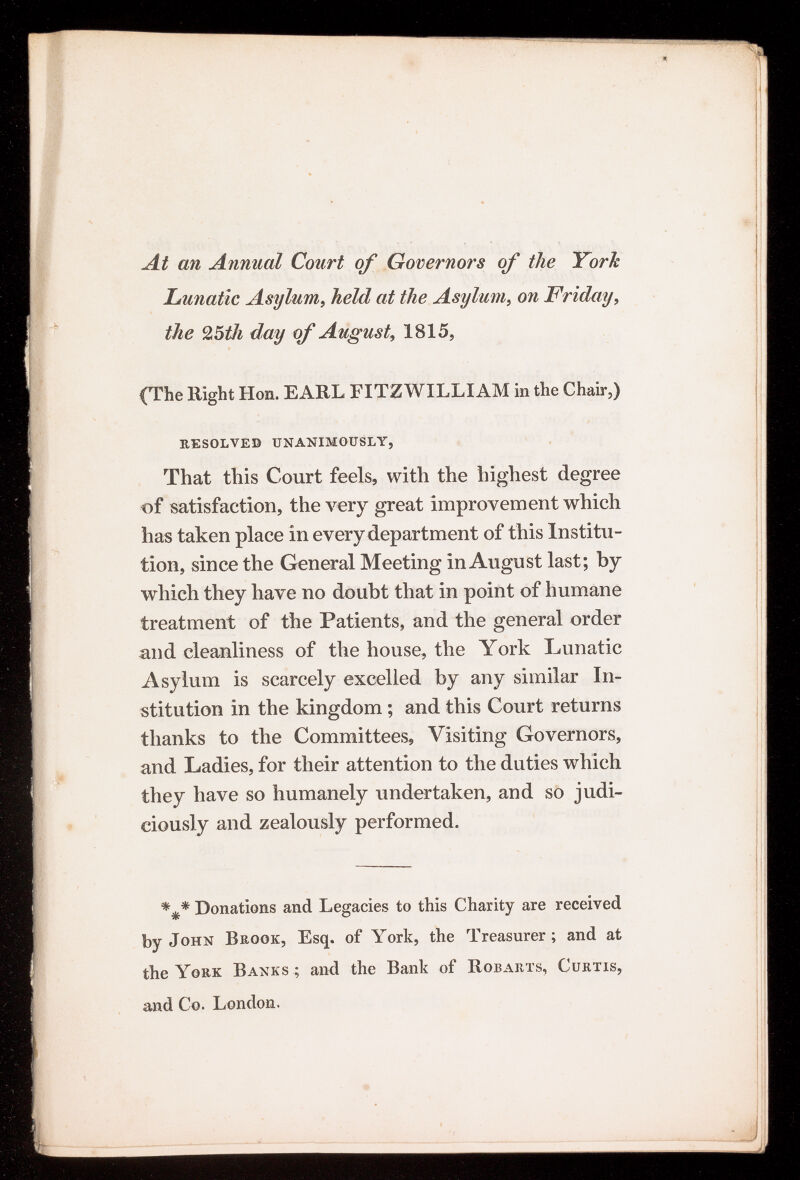 At an Annual Court of Governors of the York
Lunatic Asylum, held at the Asylum, on Friday,
the 25th day of August, 1815,
(The Right Hon. EARL FITZWILLIAM in the Chair,)
RESOLVED UNANIMOUSLY,
That this Court feels, with the highest degree
of satisfaction, the very great improvement which
has taken place in every department of this Institu-
tion, since the General Meeting in August last; by
which they have no doubt that in point of humane
treatment of the Patients, and the general order
and cleanliness of the house, the York Lunatic
Asylum is scarcely excelled by any similar In-
stitution in the kingdom; and this Court returns
thanks to the Committees, Visiting Governors,
and Ladies, for their attention to the duties which
they have so humanely undertaken, and so judi-
ciously and zealously performed.
*⁎* Donations and Legacies to this Charity are received
by JOHN BROOK, Esq. of York, the Treasurer; and at
the YORK BANKS; and the Bank of ROBARTS, CURTIS,
and Co. London.